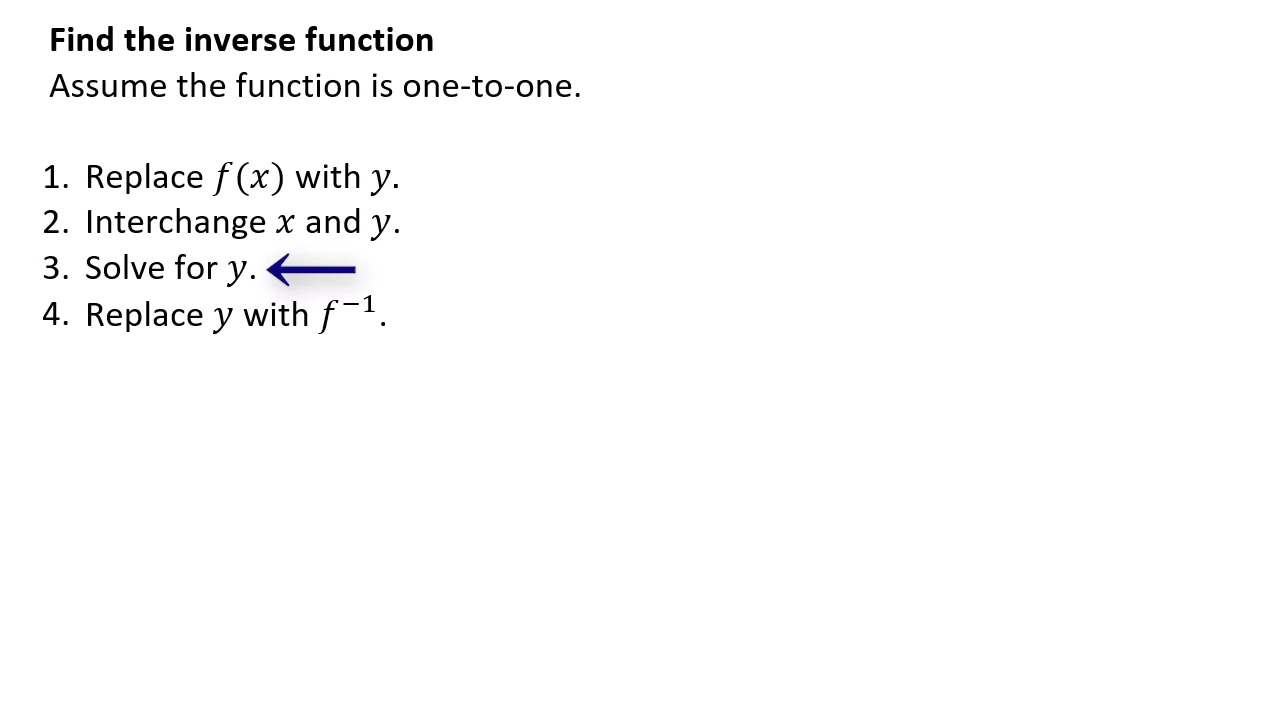 Find the inverse function
Assume the function is one-to-one.
1. Replace f(x) with y.
2. Interchange x and y.
3. Solve for y.
4. Replace y with f⁻¹.